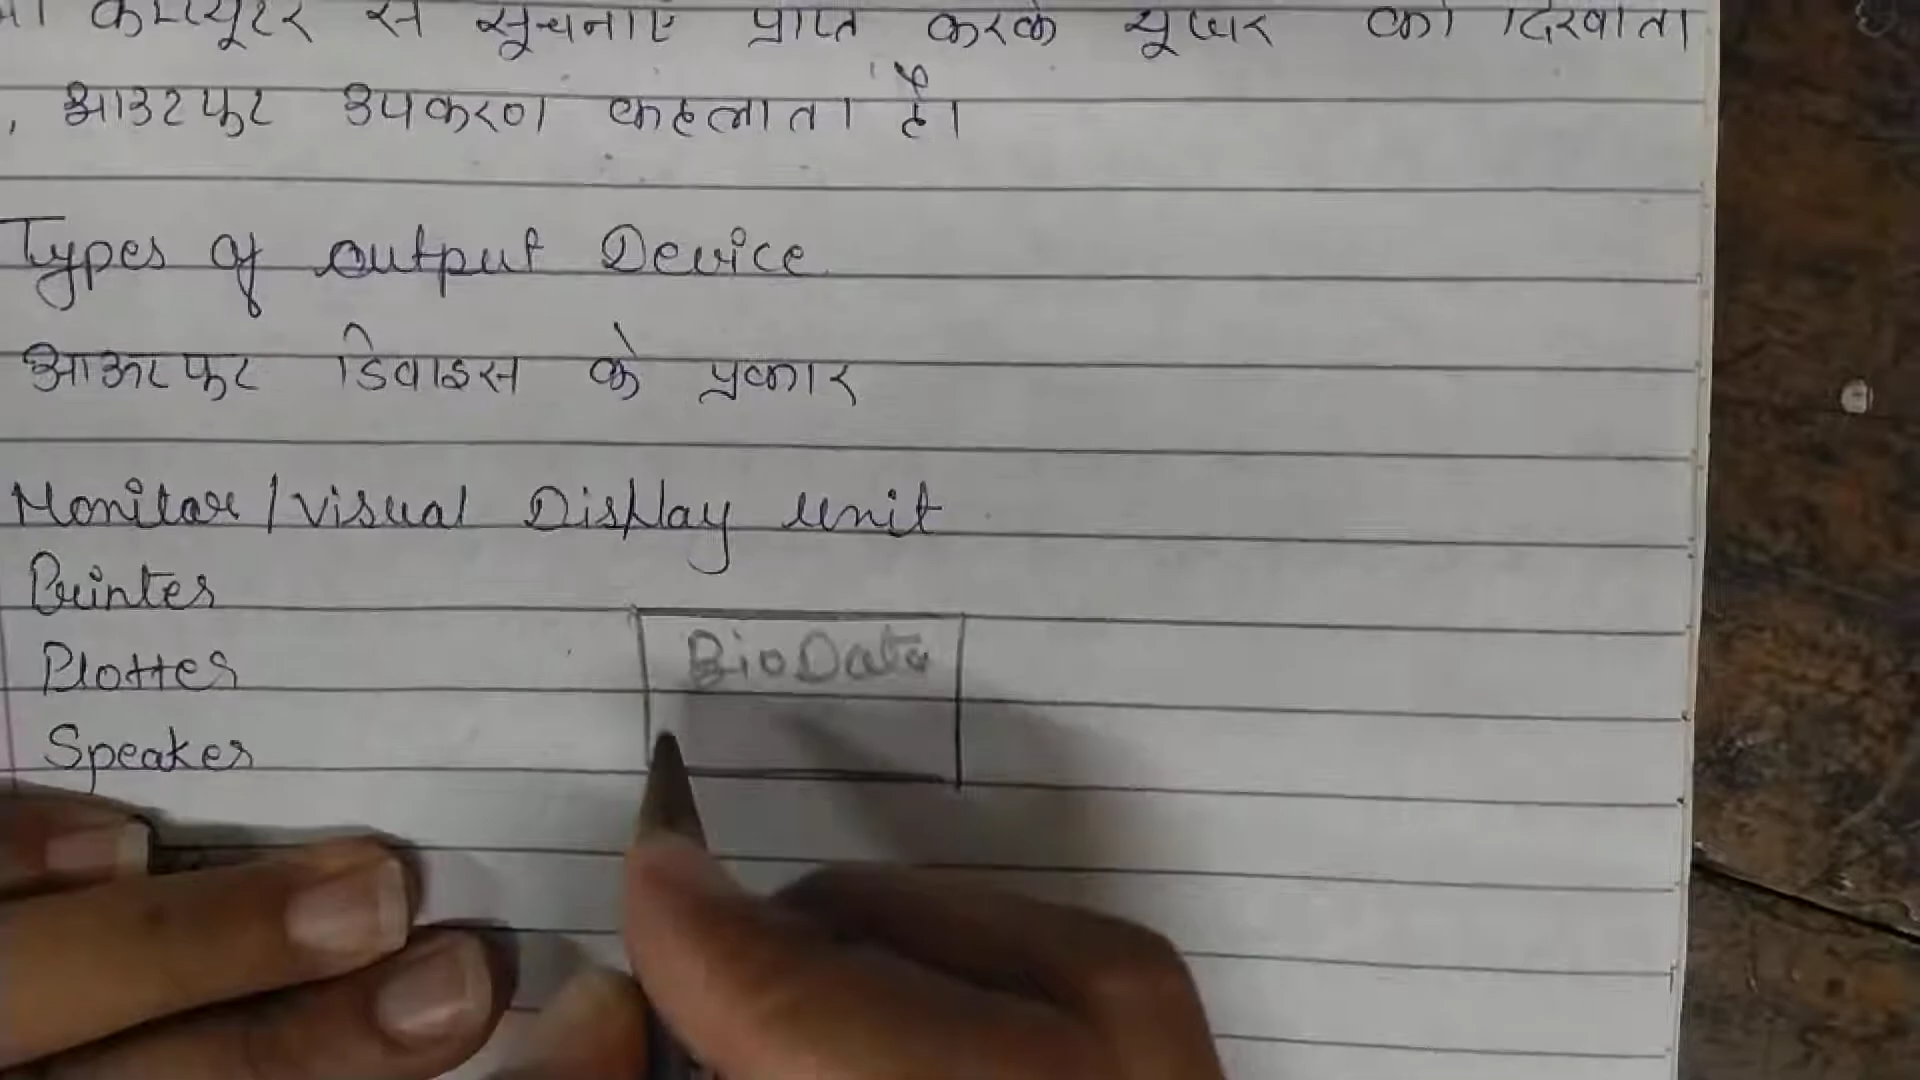 कम्प्यूटर से सूचनाएं प्राप्त करके यूजर को दिखाता
, आउटपुट उपकरण कहलाता है।
Types of output Device
आऊटपुट डिवाइस के प्रकार
Monitor/Visual Display unit
Printer
Plotter
BioData
Speaker